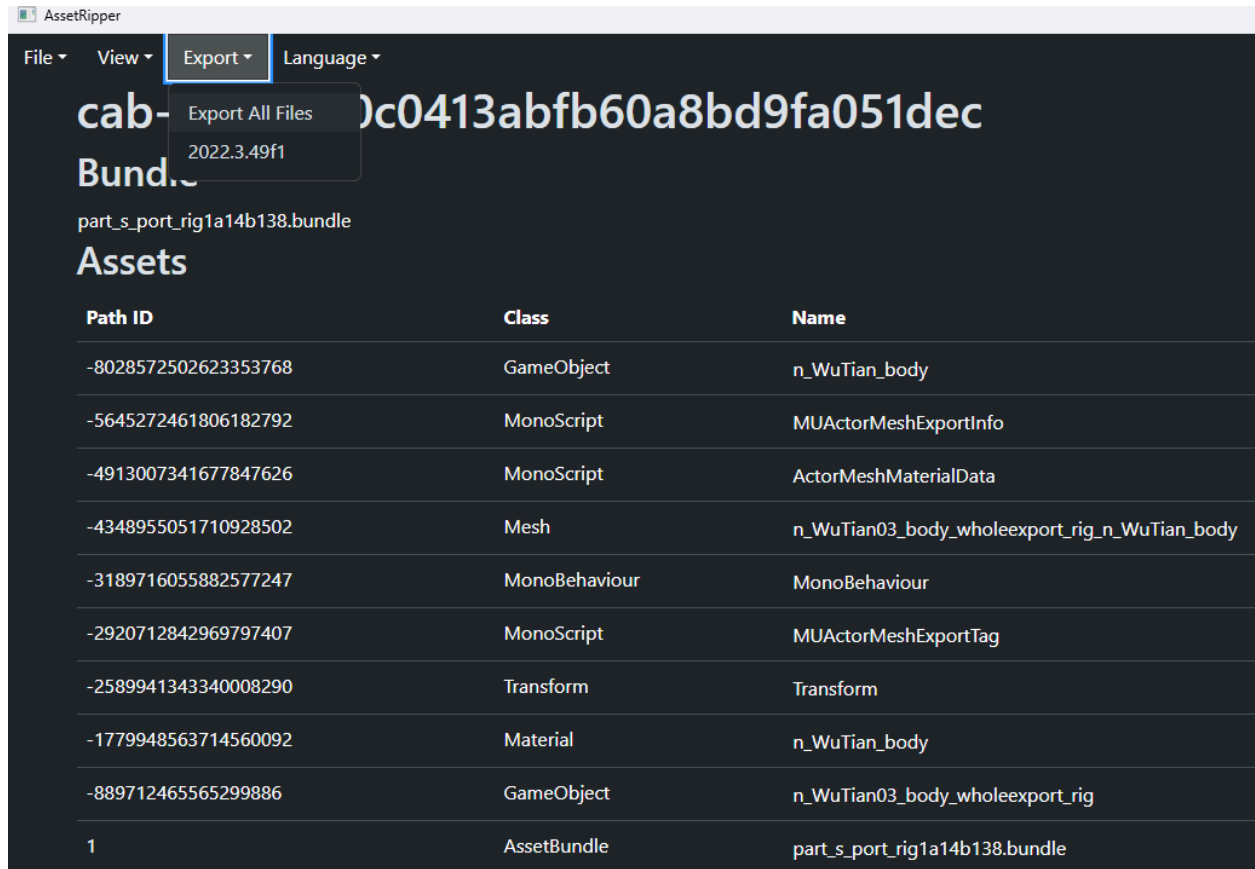 AssetRipper
File View Export Language
Export All Files
2022.3.49f1
cab- 0c0413abfb60a8bd9fa051dec
Bundle
part_s_port_rig1a14b138.bundle
Assets
Path ID Class Name
-8028572502623353768 GameObject n_WuTian_body
-5645272461806182792 MonoScript MUActorMeshExportInfo
-4913007341677847626 MonoScript ActorMeshMaterialData
-4348955051710928502 Mesh n_WuTian03_body_wholeexport_rig_n_WuTian_body
-3189716055882577247 MonoBehaviour MonoBehaviour
-2920712842969797407 MonoScript MUActorMeshExportTag
-2589941343340008290 Transform Transform
-1779948563714560092 Material n_WuTian_body
-889712465565299886 GameObject n_WuTian03_body_wholeexport_rig
1 AssetBundle part_s_port_rig1a14b138.bundle